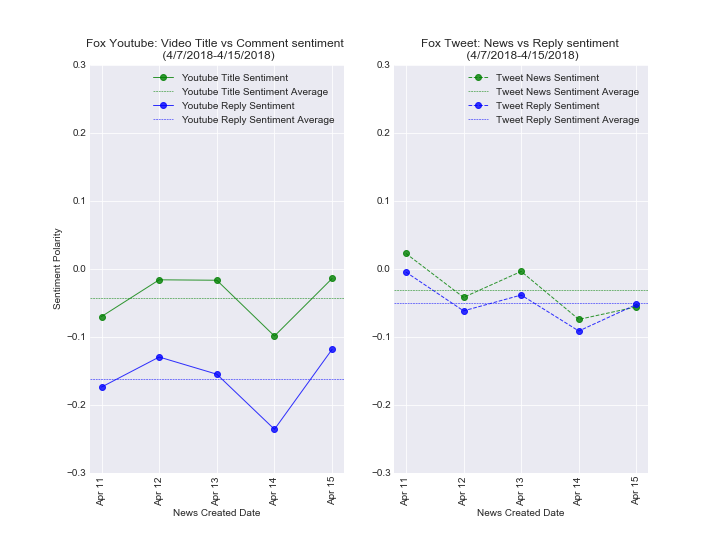 Fox Youtube: Video Title vs Comment sentiment
(4/7/2018-4/15/2018)
0.3
0.2
0.1
0.0
−0.1
−0.2
−0.3
Sentiment Polarity
Youtube Title Sentiment
Youtube Title Sentiment Average
Youtube Reply Sentiment
Youtube Reply Sentiment Average
Apr 11
Apr 12
Apr 13
Apr 14
Apr 15
News Created Date
Fox Tweet: News vs Reply sentiment
(4/7/2018-4/15/2018)
0.3
0.2
0.1
0.0
−0.1
−0.2
−0.3
Tweet News Sentiment
Tweet News Sentiment Average
Tweet Reply Sentiment
Tweet Reply Sentiment Average
Apr 11
Apr 12
Apr 13
Apr 14
Apr 15
News Created Date